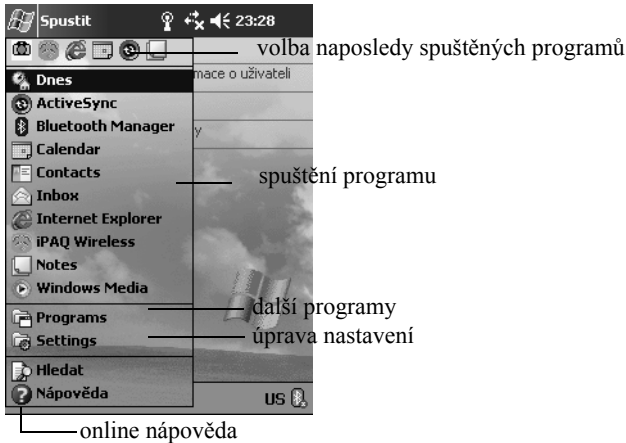 Spustit 23:28
volba naposledy spuštěných programů
mace o uživateli
Dnes
ActiveSync
Bluetooth Manager
y
Calendar
Contacts
spuštění programu
Inbox
Internet Explorer
iPAQ Wireless
Notes
Windows Media
další programy
Programs
úprava nastavení
Settings
Hledat
Nápověda
US
online nápověda